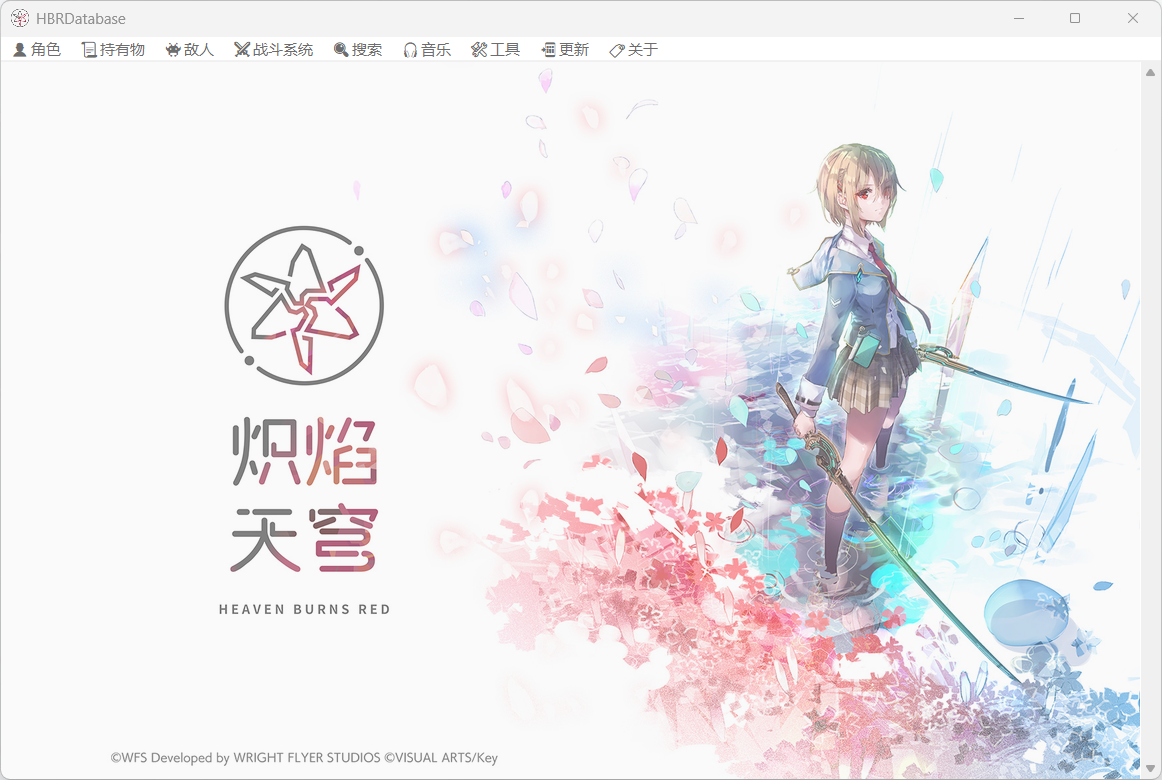 HBRDatabase
角色 持有物 敌人 战斗系统 搜索 音乐 工具 更新 关于
炽焰
天穹
HEAVEN BURNS RED
©WFS Developed by WRIGHT FLYER STUDIOS ©VISUAL ARTS/Key